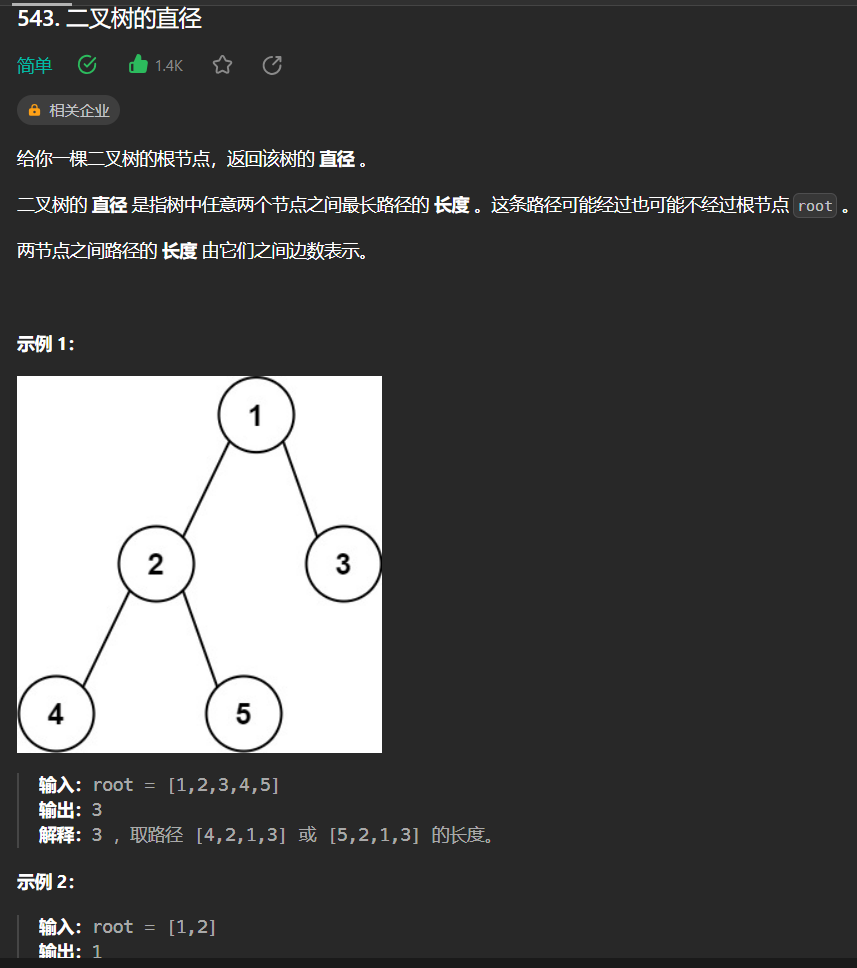 543. 二叉树的直径
简单 1.4K
相关企业
给你一棵二叉树的根节点，返回该树的 直径 。
二叉树的 直径 是指树中任意两个节点之间最长路径的 长度 。这条路径可能经过也可能不经过根节点 root 。
两节点之间路径的 长度 由它们之间边数表示。
示例 1：
1
2 3
4 5
输入：root = [1,2,3,4,5]
输出：3
解释：3 ，取路径 [4,2,1,3] 或 [5,2,1,3] 的长度。
示例 2：
输入：root = [1,2]
输出：1